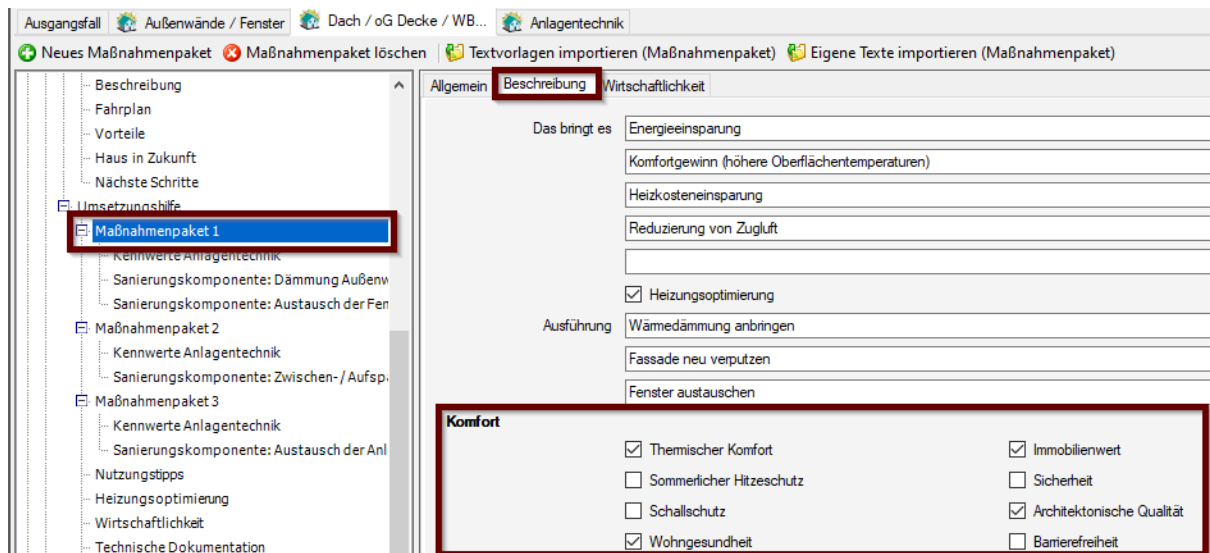 Ausgangsfall Außenwände / Fenster Dach / oG Decke / WB... Anlagentechnik
Neues Maßnahmenpaket Maßnahmenpaket löschen Textvorlagen importieren (Maßnahmenpaket) Eigene Texte importieren (Maßnahmenpaket)
Beschreibung
Fahrplan
Vorteile
Haus in Zukunft
Nächste Schritte
Umsetzungshilfe
Maßnahmenpaket 1
Kennwerte Anlagentechnik
Sanierungskomponente: Dämmung Außenw
Sanierungskomponente: Austausch der Fen
Maßnahmenpaket 2
Kennwerte Anlagentechnik
Sanierungskomponente: Zwischen-/ Aufspa
Maßnahmenpaket 3
Kennwerte Anlagentechnik
Sanierungskomponente: Austausch der Anl
Nutzungstipps
Heizungsoptimierung
Wirtschaftlichkeit
Technische Dokumentation
Allgemein Beschreibung Wirtschaftlichkeit
Das bringt es Energieeinsparung
Komfortgewinn (höhere Oberflächentemperaturen)
Heizkosteneinsparung
Reduzierung von Zugluft
Heizungsoptimierung
Ausführung Wärmedämmung anbringen
Fassade neu verputzen
Fenster austauschen
Komfort
Thermischer Komfort Immobilienwert
Sommerlicher Hitzeschutz Sicherheit
Schallschutz Architektonische Qualität
Wohngesundheit Barrierefreiheit